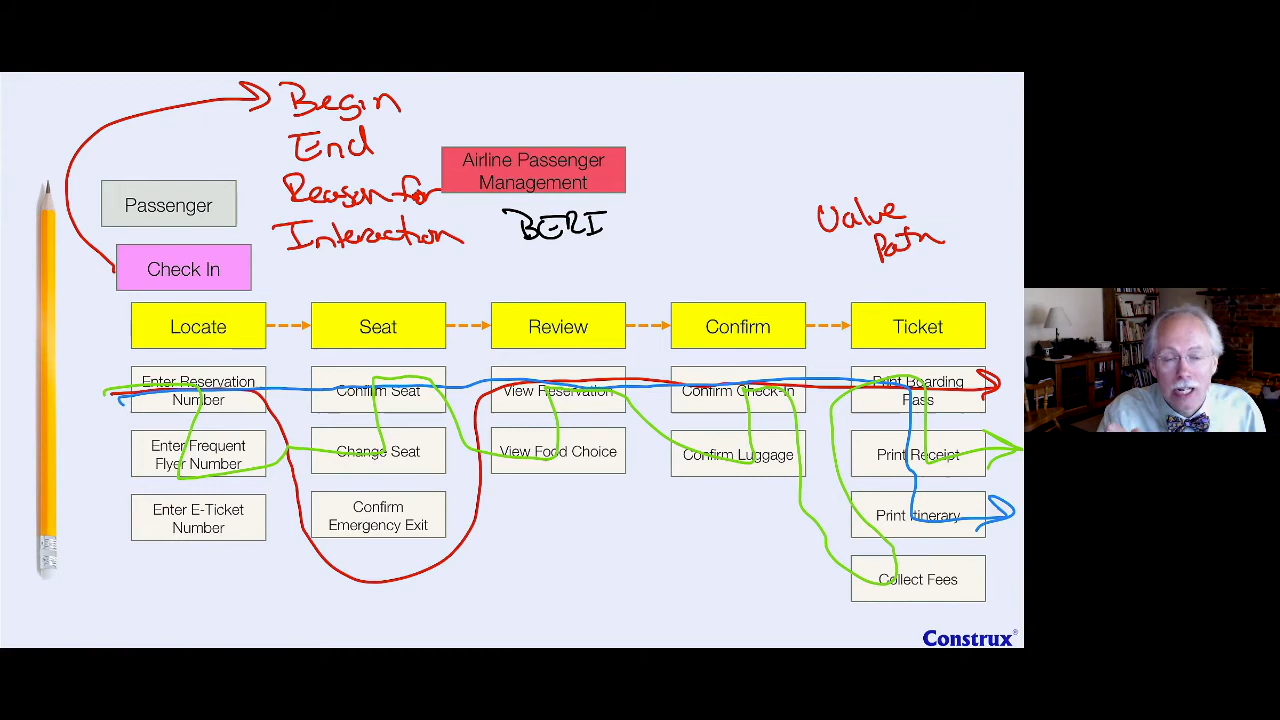 Begin
End
Reason for
Interaction
Airline Passenger
Management
BERI
Value
Path
Passenger
Check In
Locate
Seat
Review
Confirm
Ticket
Enter Reservation
Number
Enter Frequent
Flyer Number
Enter E-Ticket
Number
Confirm Seat
Change Seat
Confirm
Emergency Exit
View Reservation
View Food Choice
Confirm Check-In
Confirm Luggage
Print Boarding
Pass
Print Receipt
Print Itinerary
Collect Fees
Construx®